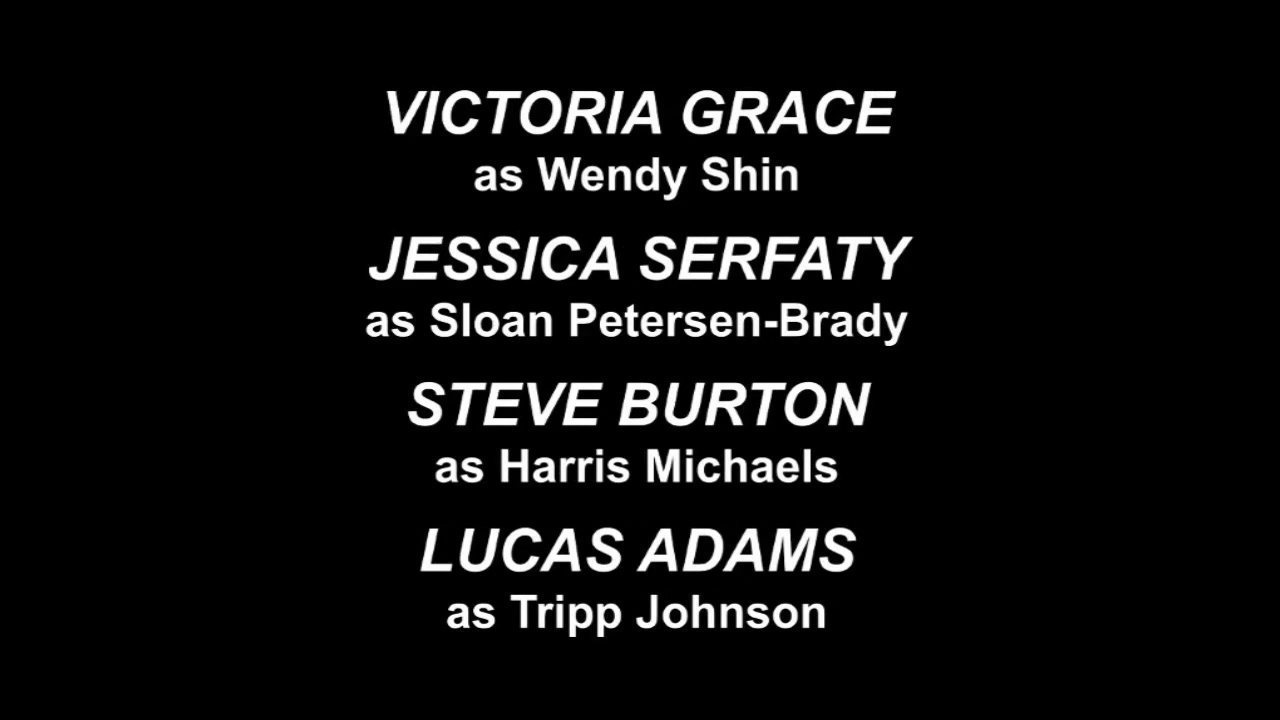 VICTORIA GRACE
as Wendy Shin
JESSICA SERFATY
as Sloan Petersen-Brady
STEVE BURTON
as Harris Michaels
LUCAS ADAMS
as Tripp Johnson